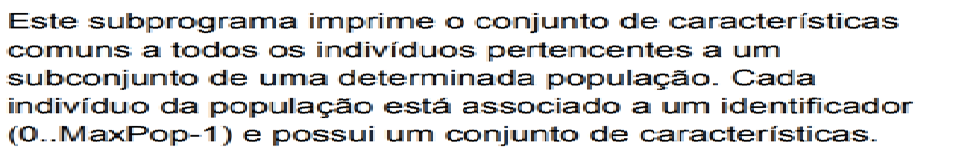 Este subprograma imprime o conjunto de características
comuns a todos os indivíduos pertencentes a um
subconjunto de uma determinada população. Cada
indivíduo da população está associado a um identificador
(0..MaxPop-1) e possui um conjunto de características.